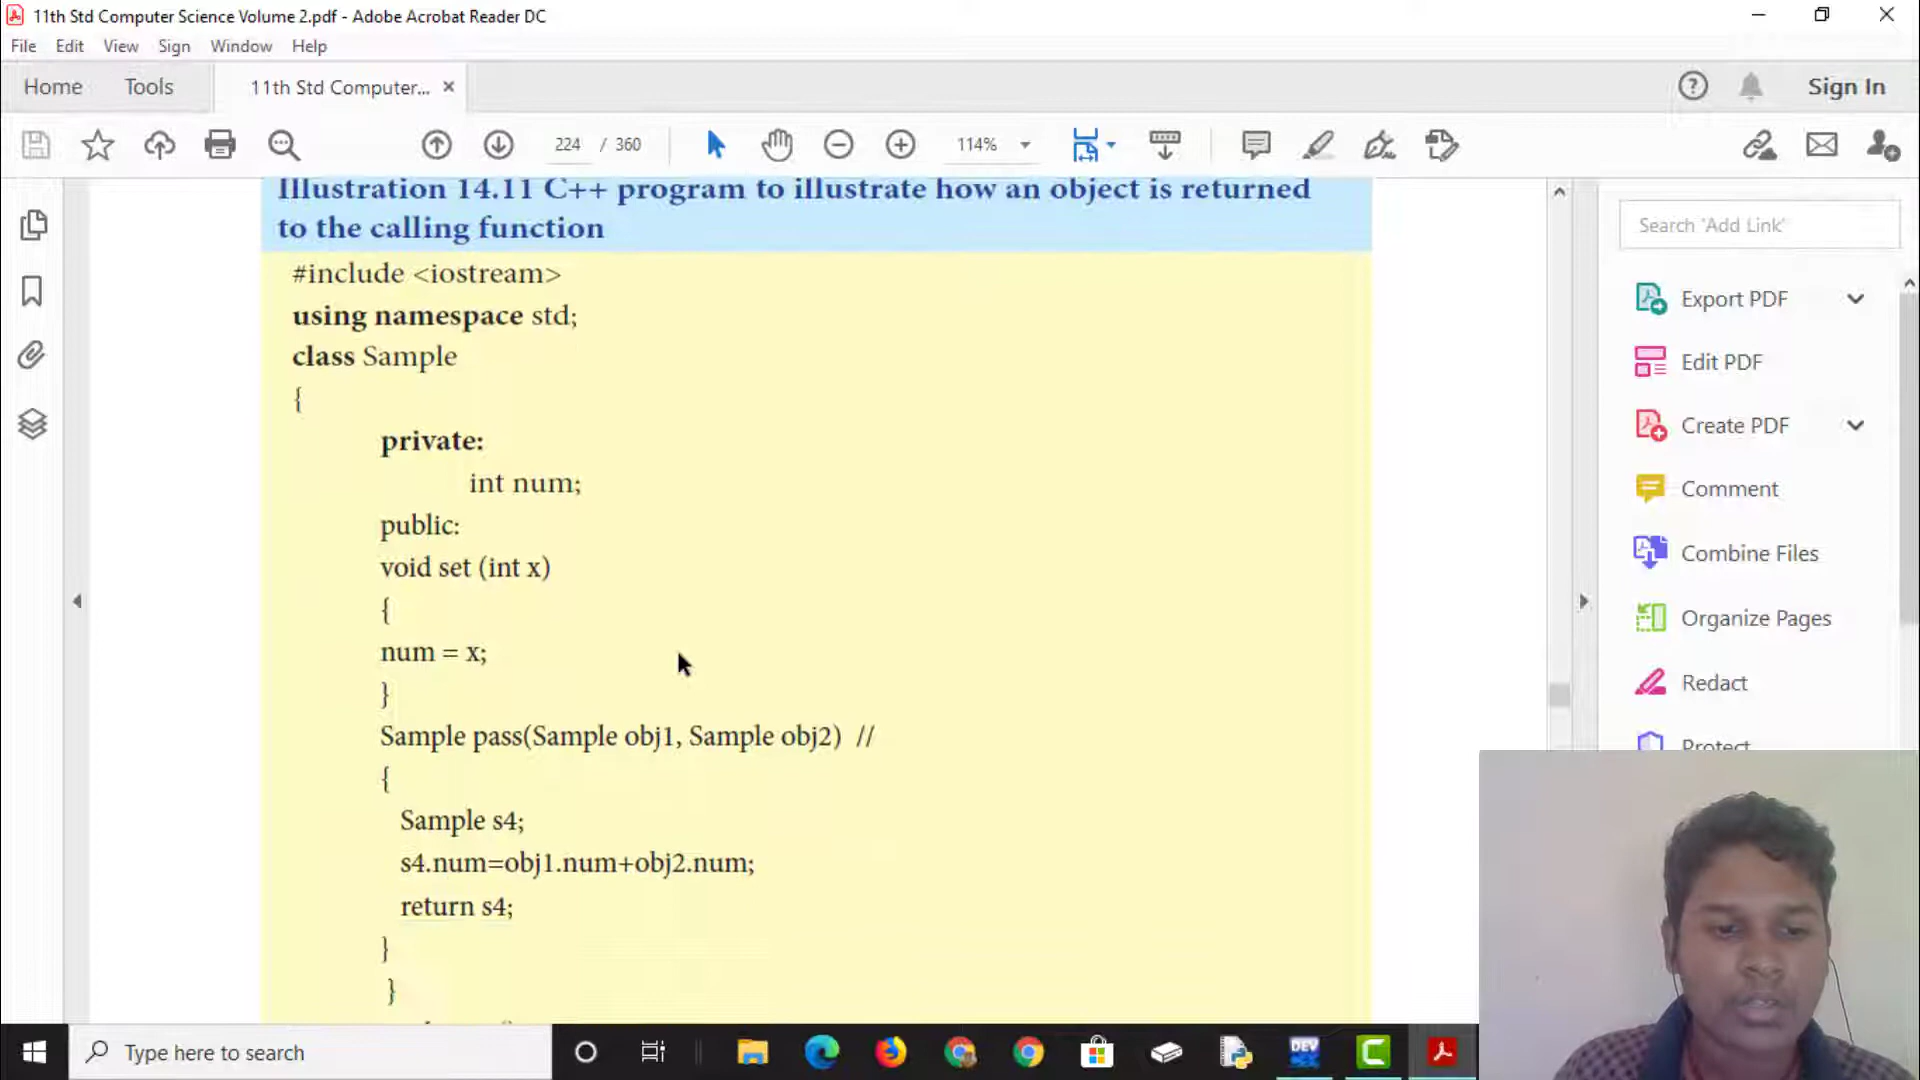 11th Std Computer Science Volume 2.pdf - Adobe Acrobat Reader DC
File Edit View Sign Window Help
Home Tools 11th Std Computer... Sign In
224 / 360 114%
Illustration 14.11 C++ program to illustrate how an object is returned
to the calling function
#include <iostream>
using namespace std;
class Sample
{
private:
int num;
public:
void set (int x)
{
num = x;
}
Sample pass(Sample obj1, Sample obj2) //
{
Sample s4;
s4.num=obj1.num+obj2.num;
return s4;
}
}
Search 'Add Link'
Export PDF
Edit PDF
Create PDF
Comment
Combine Files
Organize Pages
Redact
Protect
Type here to search
DEV